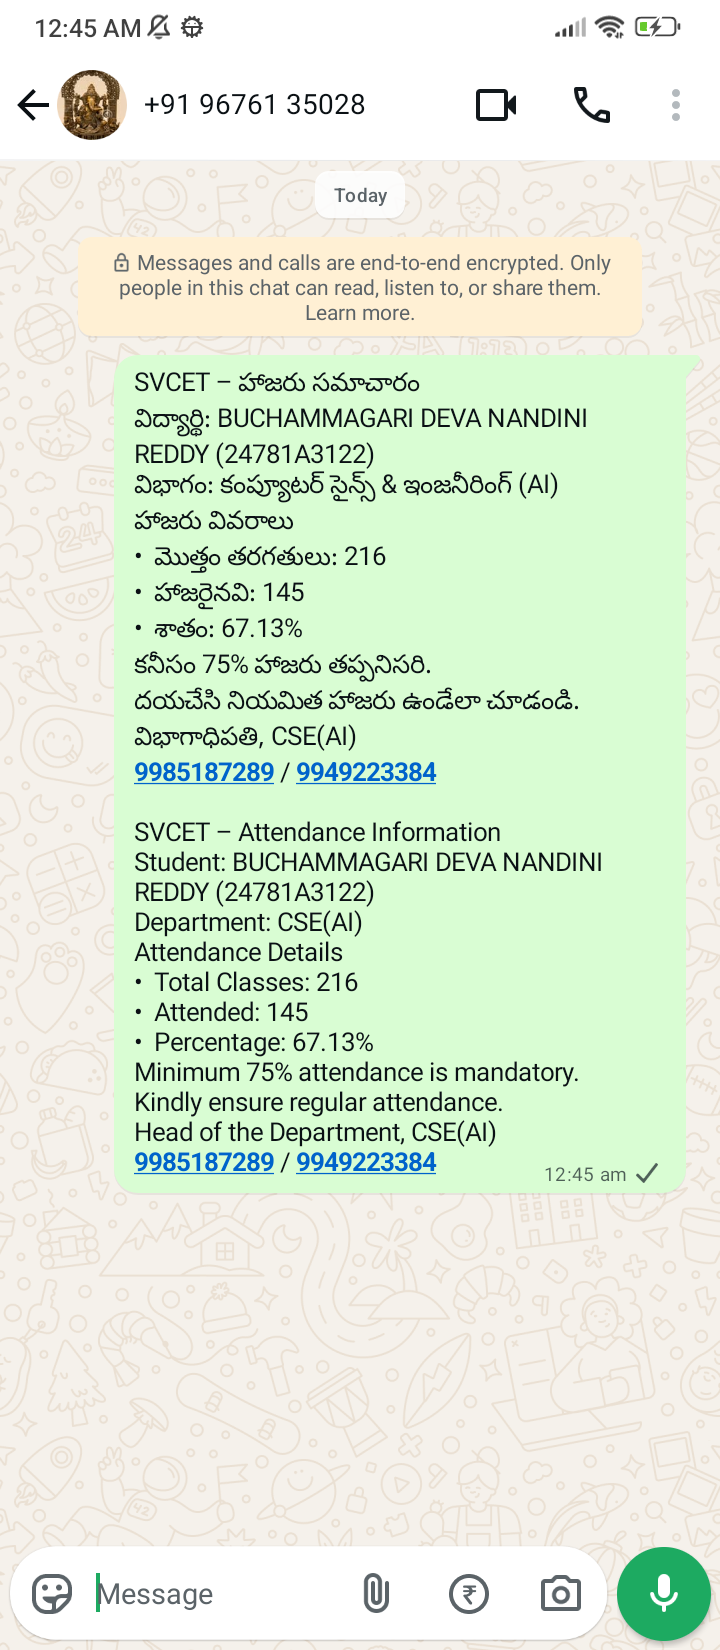 12:45 AM
+91 96761 35028
Today
Messages and calls are end-to-end encrypted. Only
people in this chat can read, listen to, or share them.
Learn more.
SVCET – హాజరు సమాచారం
విద్యార్థి: BUCHAMMAGARI DEVA NANDINI
REDDY (24781A3122)
విభాగం: కంప్యూటర్ సైన్స్ & ఇంజనీరింగ్ (AI)
హాజరు వివరాలు
• మొత్తం తరగతులు: 216
• హాజరైనవి: 145
• శాతం: 67.13%
కనీసం 75% హాజరు తప్పనిసరి.
దయచేసి నియమిత హాజరు ఉండేలా చూడండి.
విభాగాధిపతి, CSE(AI)
9985187289 / 9949223384
SVCET – Attendance Information
Student: BUCHAMMAGARI DEVA NANDINI
REDDY (24781A3122)
Department: CSE(AI)
Attendance Details
• Total Classes: 216
• Attended: 145
• Percentage: 67.13%
Minimum 75% attendance is mandatory.
Kindly ensure regular attendance.
Head of the Department, CSE(AI)
9985187289 / 9949223384
12:45 am
Message